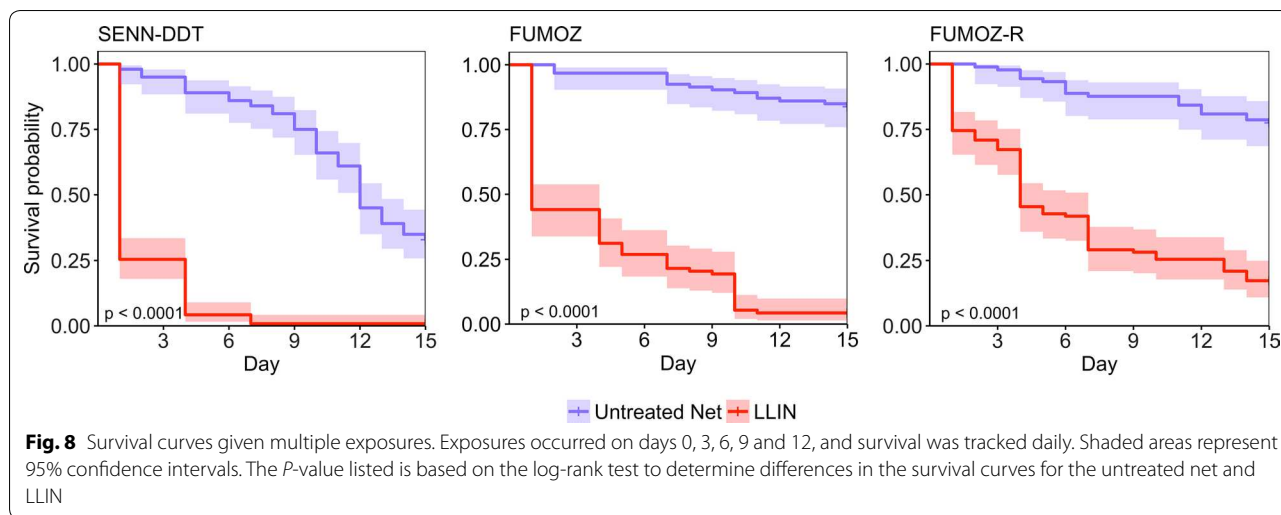 SENN-DDT
FUMOZ
FUMOZ-R
Survival probability
1.00
0.75
0.50
0.25
0.00
p < 0.0001
3
6
9
12
15
Day
1.00
0.75
0.50
0.25
0.00
p < 0.0001
3
6
9
12
15
Day
1.00
0.75
0.50
0.25
0.00
p < 0.0001
3
6
9
12
15
Day
Untreated Net LLIN
Fig. 8 Survival curves given multiple exposures. Exposures occurred on days 0, 3, 6, 9 and 12, and survival was tracked daily. Shaded areas represent
95% confidence intervals. The P-value listed is based on the log-rank test to determine differences in the survival curves for the untreated net and
LLIN